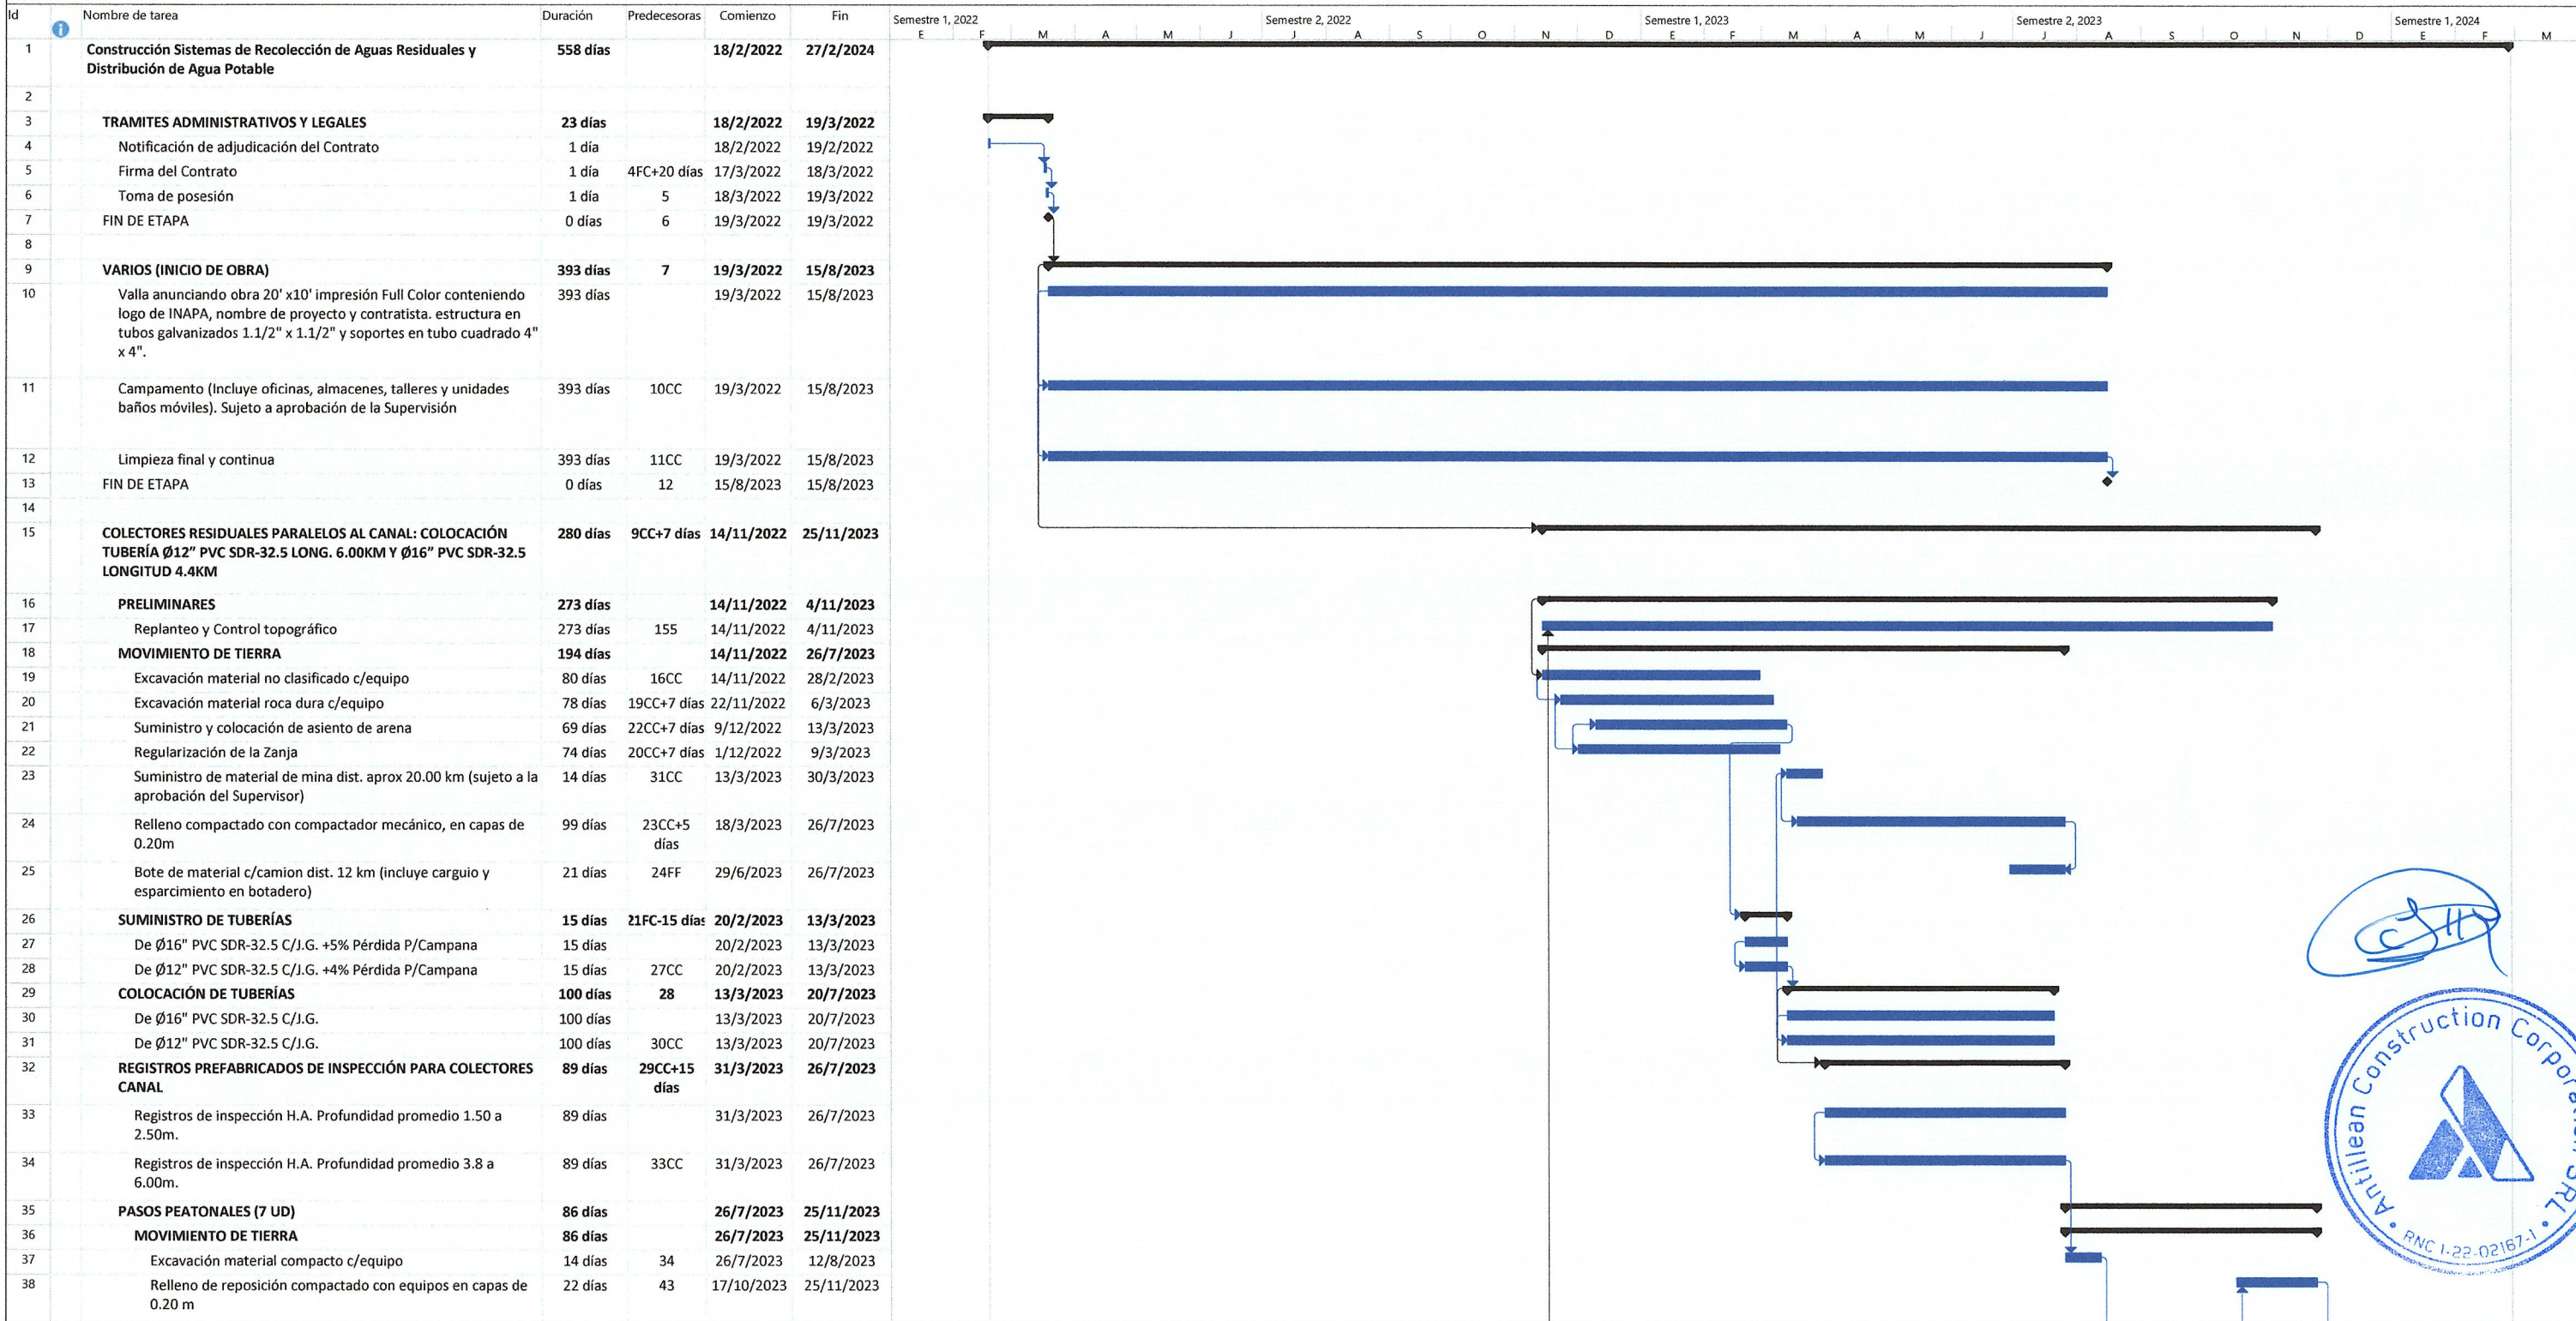 Id Nombre de tarea Duración Predecesoras Comienzo Fin
Semestre 1, 2022 Semestre 2, 2022 Semestre 1, 2023 Semestre 2, 2023 Semestre 1, 2024
E F M A M J J A S O N D E F M A M J J A S O N D E F M
1 Construcción Sistemas de Recolección de Aguas Residuales y 558 días 18/2/2022 27/2/2024
Distribución de Agua Potable
2
3 TRAMITES ADMINISTRATIVOS Y LEGALES 23 días 18/2/2022 19/3/2022
4 Notificación de adjudicación del Contrato 1 día 18/2/2022 19/2/2022
5 Firma del Contrato 1 día 4FC+20 días 17/3/2022 18/3/2022
6 Toma de posesión 1 día 5 18/3/2022 19/3/2022
7 FIN DE ETAPA 0 días 6 19/3/2022 19/3/2022
8
9 VARIOS (INICIO DE OBRA) 393 días 7 19/3/2022 15/8/2023
10 Valla anunciando obra 20' x10' impresión Full Color conteniendo 393 días 19/3/2022 15/8/2023
logo de INAPA, nombre de proyecto y contratista. estructura en
tubos galvanizados 1.1/2" x 1.1/2" y soportes en tubo cuadrado 4"
x 4".
11 Campamento (Incluye oficinas, almacenes, talleres y unidades 393 días 10CC 19/3/2022 15/8/2023
baños móviles). Sujeto a aprobación de la Supervisión
12 Limpieza final y continua 393 días 11CC 19/3/2022 15/8/2023
13 FIN DE ETAPA 0 días 12 15/8/2023 15/8/2023
14
15 COLECTORES RESIDUALES PARALELOS AL CANAL: COLOCACIÓN 280 días 9CC+7 días 14/11/2022 25/11/2023
TUBERÍA Ø12” PVC SDR-32.5 LONG. 6.00KM Y Ø16” PVC SDR-32.5
LONGITUD 4.4KM
16 PRELIMINARES 273 días 14/11/2022 4/11/2023
17 Replanteo y Control topográfico 273 días 155 14/11/2022 4/11/2023
18 MOVIMIENTO DE TIERRA 194 días 14/11/2022 26/7/2023
19 Excavación material no clasificado c/equipo 80 días 16CC 14/11/2022 28/2/2023
20 Excavación material roca dura c/equipo 78 días 19CC+7 días 22/11/2022 6/3/2023
21 Suministro y colocación de asiento de arena 69 días 22CC+7 días 9/12/2022 13/3/2023
22 Regularización de la Zanja 74 días 20CC+7 días 1/12/2022 9/3/2023
23 Suministro de material de mina dist. aprox 20.00 km (sujeto a la 14 días 31CC 13/3/2023 30/3/2023
aprobación del Supervisor)
24 Relleno compactado con compactador mecánico, en capas de 99 días 23CC+5 18/3/2023 26/7/2023
0.20m días
25 Bote de material c/camion dist. 12 km (incluye carguio y 21 días 24FF 29/6/2023 26/7/2023
esparcimiento en botadero)
26 SUMINISTRO DE TUBERÍAS 15 días 21FC-15 días 20/2/2023 13/3/2023
27 De Ø16" PVC SDR-32.5 C/J.G. +5% Pérdida P/Campana 15 días 20/2/2023 13/3/2023
28 De Ø12" PVC SDR-32.5 C/J.G. +4% Pérdida P/Campana 15 días 27CC 20/2/2023 13/3/2023
29 COLOCACIÓN DE TUBERÍAS 100 días 28 13/3/2023 20/7/2023
30 De Ø16" PVC SDR-32.5 C/J.G. 100 días 13/3/2023 20/7/2023
31 De Ø12" PVC SDR-32.5 C/J.G. 100 días 30CC 13/3/2023 20/7/2023
32 REGISTROS PREFABRICADOS DE INSPECCIÓN PARA COLECTORES 89 días 29CC+15 31/3/2023 26/7/2023
CANAL días
33 Registros de inspección H.A. Profundidad promedio 1.50 a 89 días 31/3/2023 26/7/2023
2.50m.
34 Registros de inspección H.A. Profundidad promedio 3.8 a 89 días 33CC 31/3/2023 26/7/2023
6.00m.
35 PASOS PEATONALES (7 UD) 86 días 26/7/2023 25/11/2023
36 MOVIMIENTO DE TIERRA 86 días 26/7/2023 25/11/2023
37 Excavación material compacto c/equipo 14 días 34 26/7/2023 12/8/2023
38 Relleno de reposición compactado con equipos en capas de 22 días 43 17/10/2023 25/11/2023
0.20 m
Antillean Construction Corporation SRL
RNC 1-22-02167-1